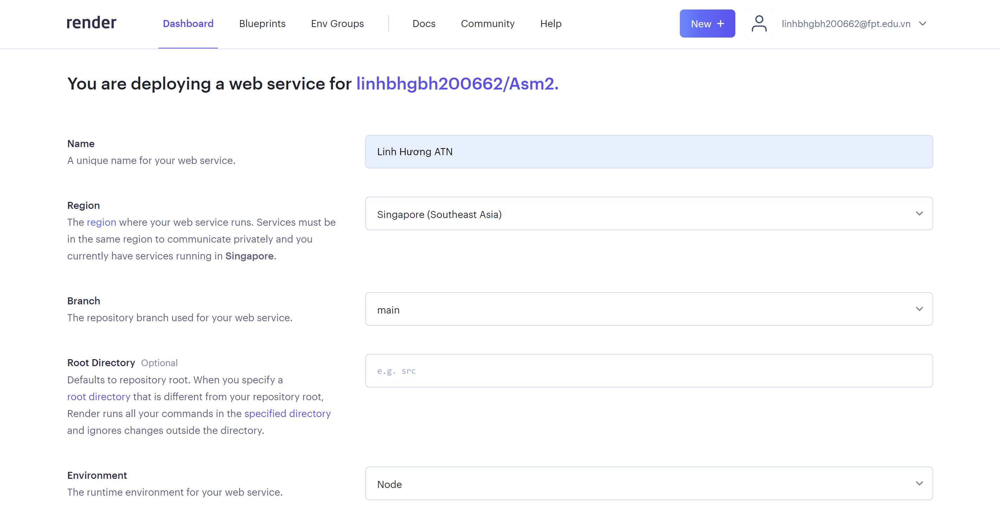 render
Dashboard
Blueprints
Env Groups
Docs
Community
Help
New +
linhbhgbh200662@fpt.edu.vn
You are deploying a web service for linhbhgbh200662/Asm2.
Name
A unique name for your web service.
Linh Hương ATN
Region
The region where your web service runs. Services must be
in the same region to communicate privately and you
currently have services running in Singapore.
Singapore (Southeast Asia)
Branch
The repository branch used for your web service.
main
Root Directory Optional
Defaults to repository root. When you specify a
root directory that is different from your repository root,
Render runs all your commands in the specified directory
and ignores changes outside the directory.
e.g. src
Environment
The runtime environment for your web service.
Node